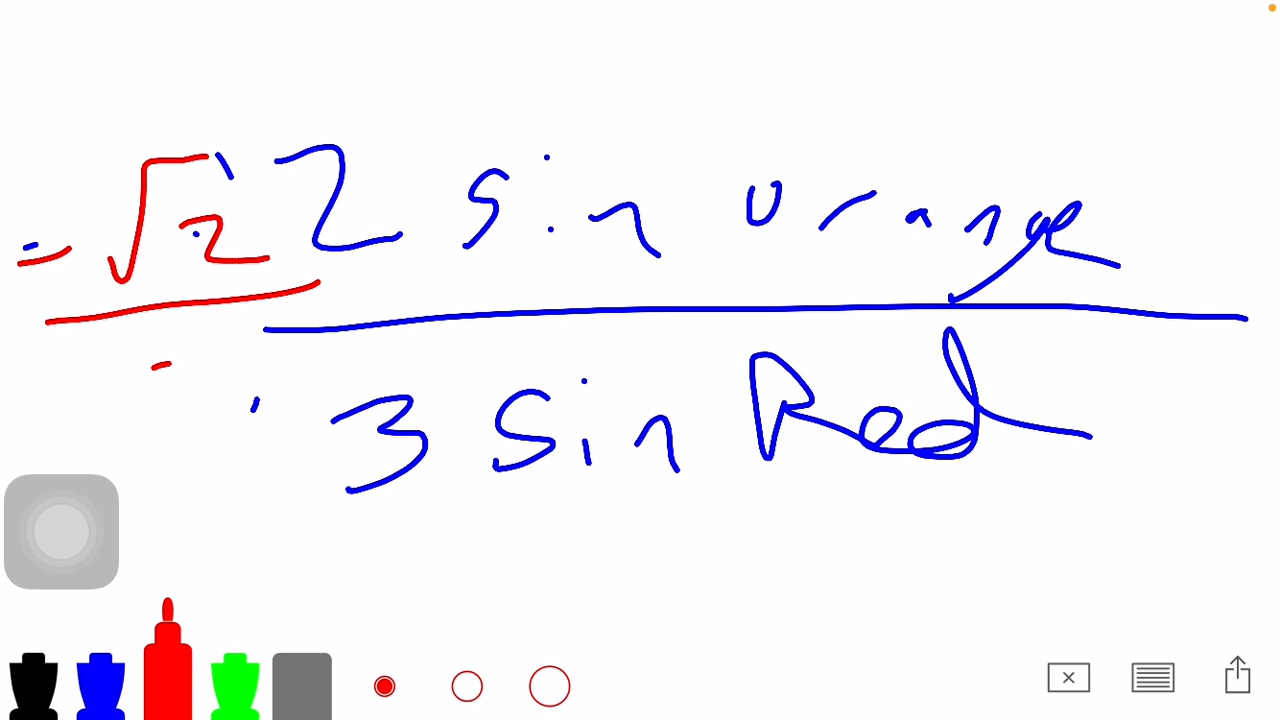 = √2 2 sin orange
3 Sin Red